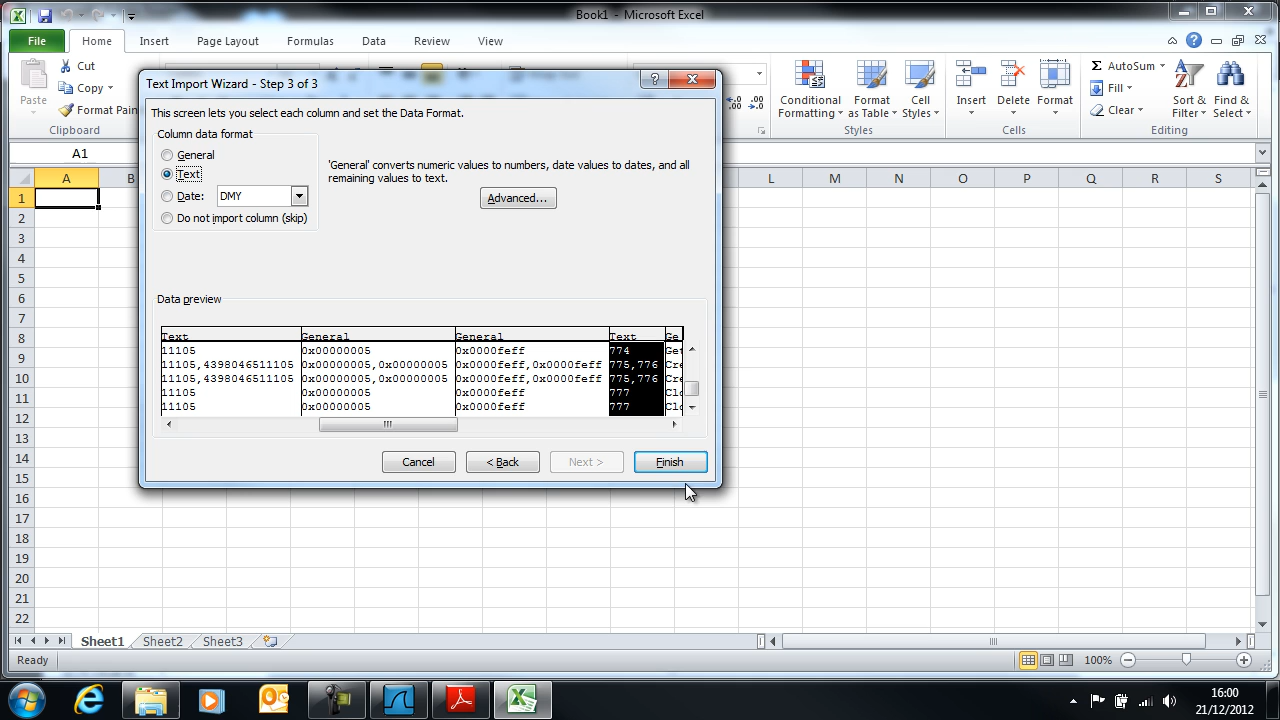 Book1 - Microsoft Excel
File Home Insert Page Layout Formulas Data Review View
Paste
Cut
Copy
Format Pain
Clipboard
Conditional Formatting
Format as Table
Cell Styles
Styles
Insert
Delete
Format
Cells
AutoSum
Fill
Clear
Sort & Filter
Find & Select
Editing
A1
A B L M N O P Q R S
1
2
3
4
5
6
7
8
9
10
11
12
13
14
15
16
17
18
19
20
21
22
Text Import Wizard - Step 3 of 3
This screen lets you select each column and set the Data Format.
Column data format
General
Text
Date: DMY
Do not import column (skip)
'General' converts numeric values to numbers, date values to dates, and all
remaining values to text.
Advanced...
Data preview
Text General General Text Ge
11105 0x00000005 0x0000feff 774 Get
11105,4398046511105 0x00000005,0x00000005 0x0000feff,0x0000feff 775,776 Cre
11105,4398046511105 0x00000005,0x00000005 0x0000feff,0x0000feff 775,776 Cre
11105 0x00000005 0x0000feff 777 Clo
11105 0x00000005 0x0000feff 777 Clo
Cancel < Back Next > Finish
Sheet1 Sheet2 Sheet3
Ready 100%
16:00
21/12/2012